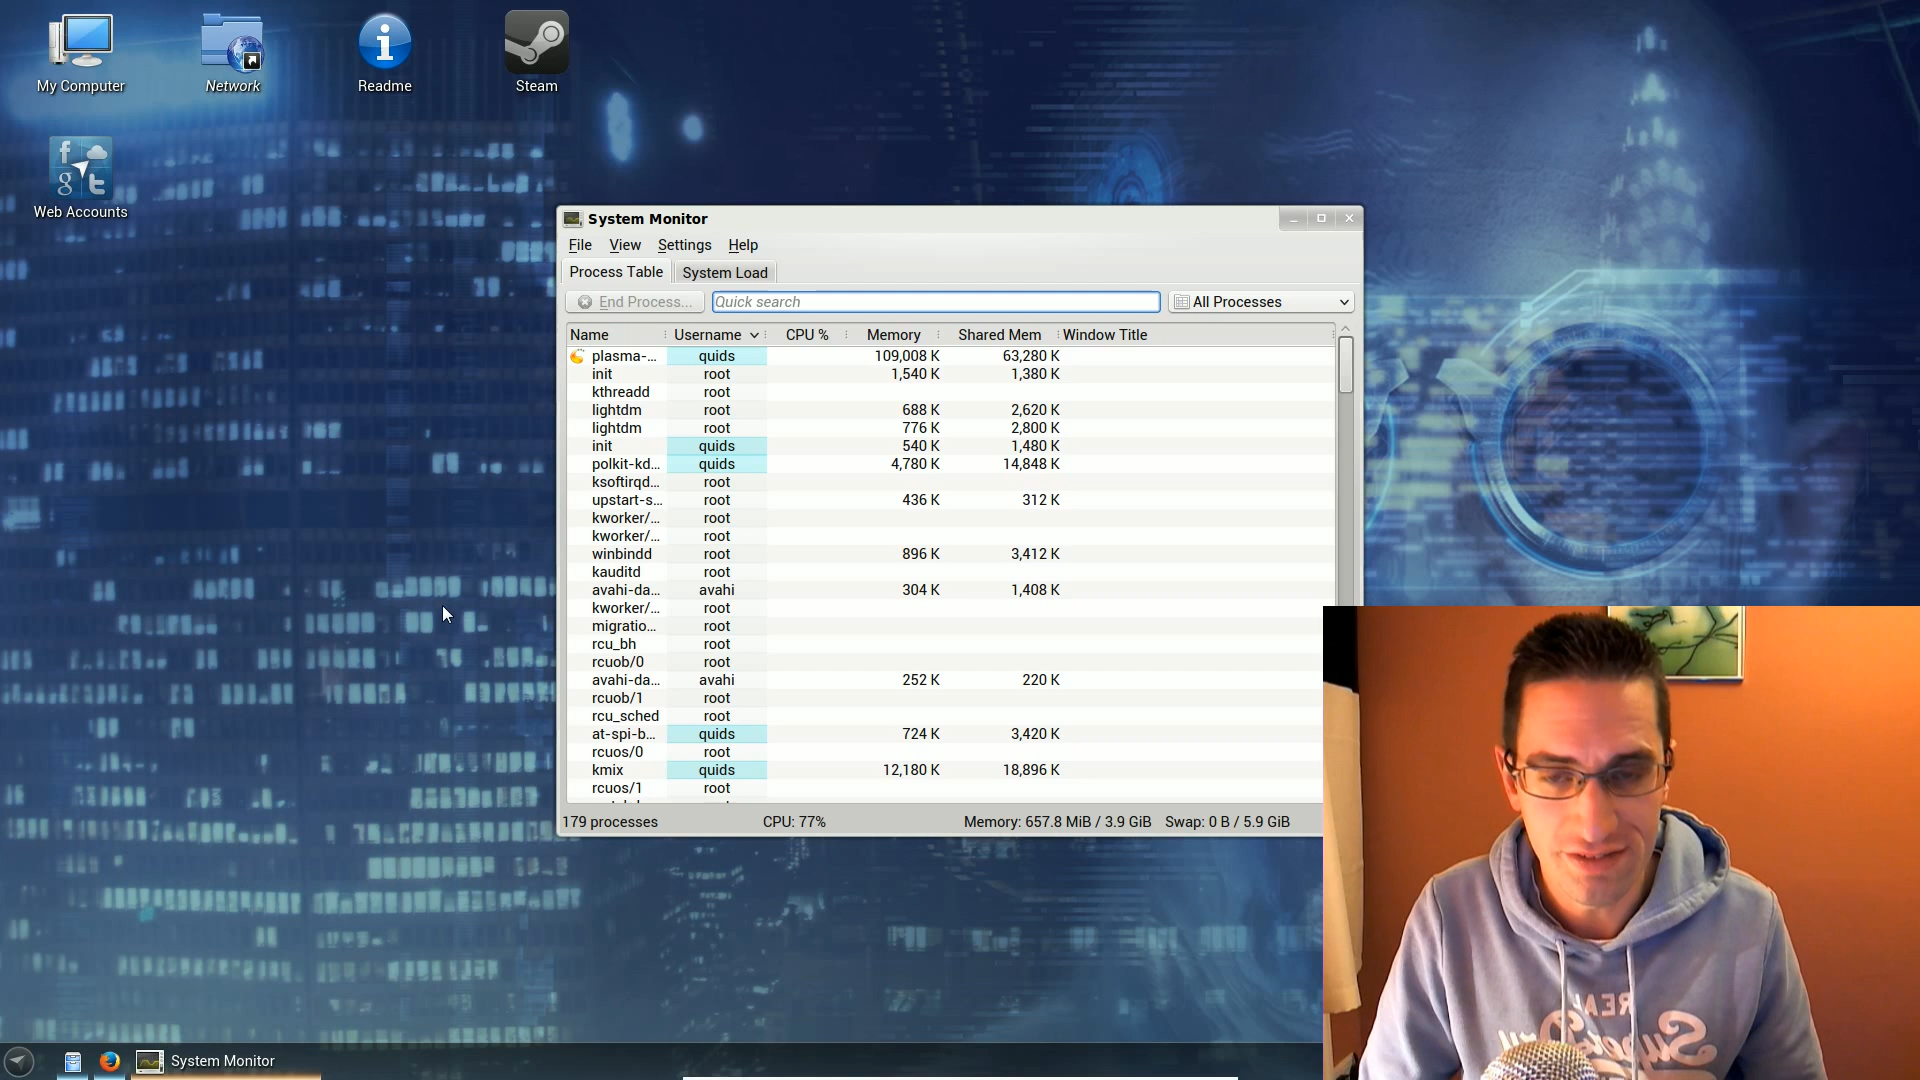 My Computer
Network
Readme
Steam
Web Accounts
System Monitor
File View Settings Help
Process Table System Load
End Process... Quick search All Processes
Name Username CPU % Memory Shared Mem Window Title
plasma-... quids 109,008 K 63,280 K
init root 1,540 K 1,380 K
kthreadd root
lightdm root 688 K 2,620 K
lightdm root 776 K 2,800 K
init quids 540 K 1,480 K
polkit-kd... quids 4,780 K 14,848 K
ksoftirqd... root
upstart-s... root 436 K 312 K
kworker/... root
kworker/... root
winbindd root 896 K 3,412 K
kauditd root
avahi-da... avahi 304 K 1,408 K
kworker/... root
migratio... root
rcu_bh root
rcuob/0 root
avahi-da... avahi 252 K 220 K
rcuob/1 root
rcu_sched root
at-spi-b... quids 724 K 3,420 K
rcuos/0 root
kmix quids 12,180 K 18,896 K
rcuos/1 root
179 processes CPU: 77% Memory: 657.8 MiB / 3.9 GiB Swap: 0 B / 5.9 GiB
REAL
System Monitor